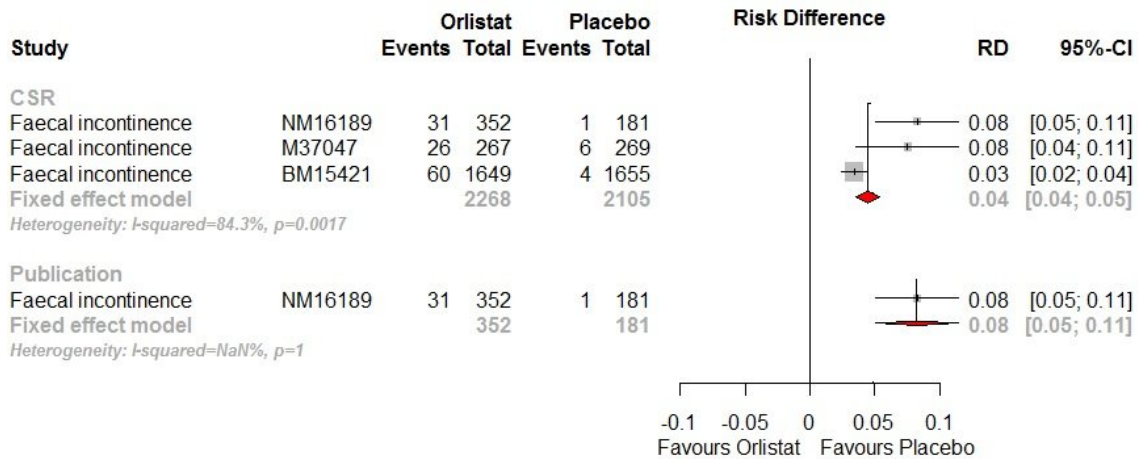 Orlistat Placebo Risk Difference
Study Events Total Events Total RD 95%-CI
CSR
Faecal incontinence NM16189 31 352 1 181 0.08 [0.05; 0.11]
Faecal incontinence M37047 26 267 6 269 0.08 [0.04; 0.11]
Faecal incontinence BM15421 60 1649 4 1655 0.03 [0.02; 0.04]
Fixed effect model 2268 2105 0.04 [0.04; 0.05]
Heterogeneity: I-squared=84.3%, p=0.0017
Publication
Faecal incontinence NM16189 31 352 1 181 0.08 [0.05; 0.11]
Fixed effect model 352 181 0.08 [0.05; 0.11]
Heterogeneity: I-squared=NaN%, p=1
-0.1 -0.05 0 0.05 0.1
Favours Orlistat Favours Placebo